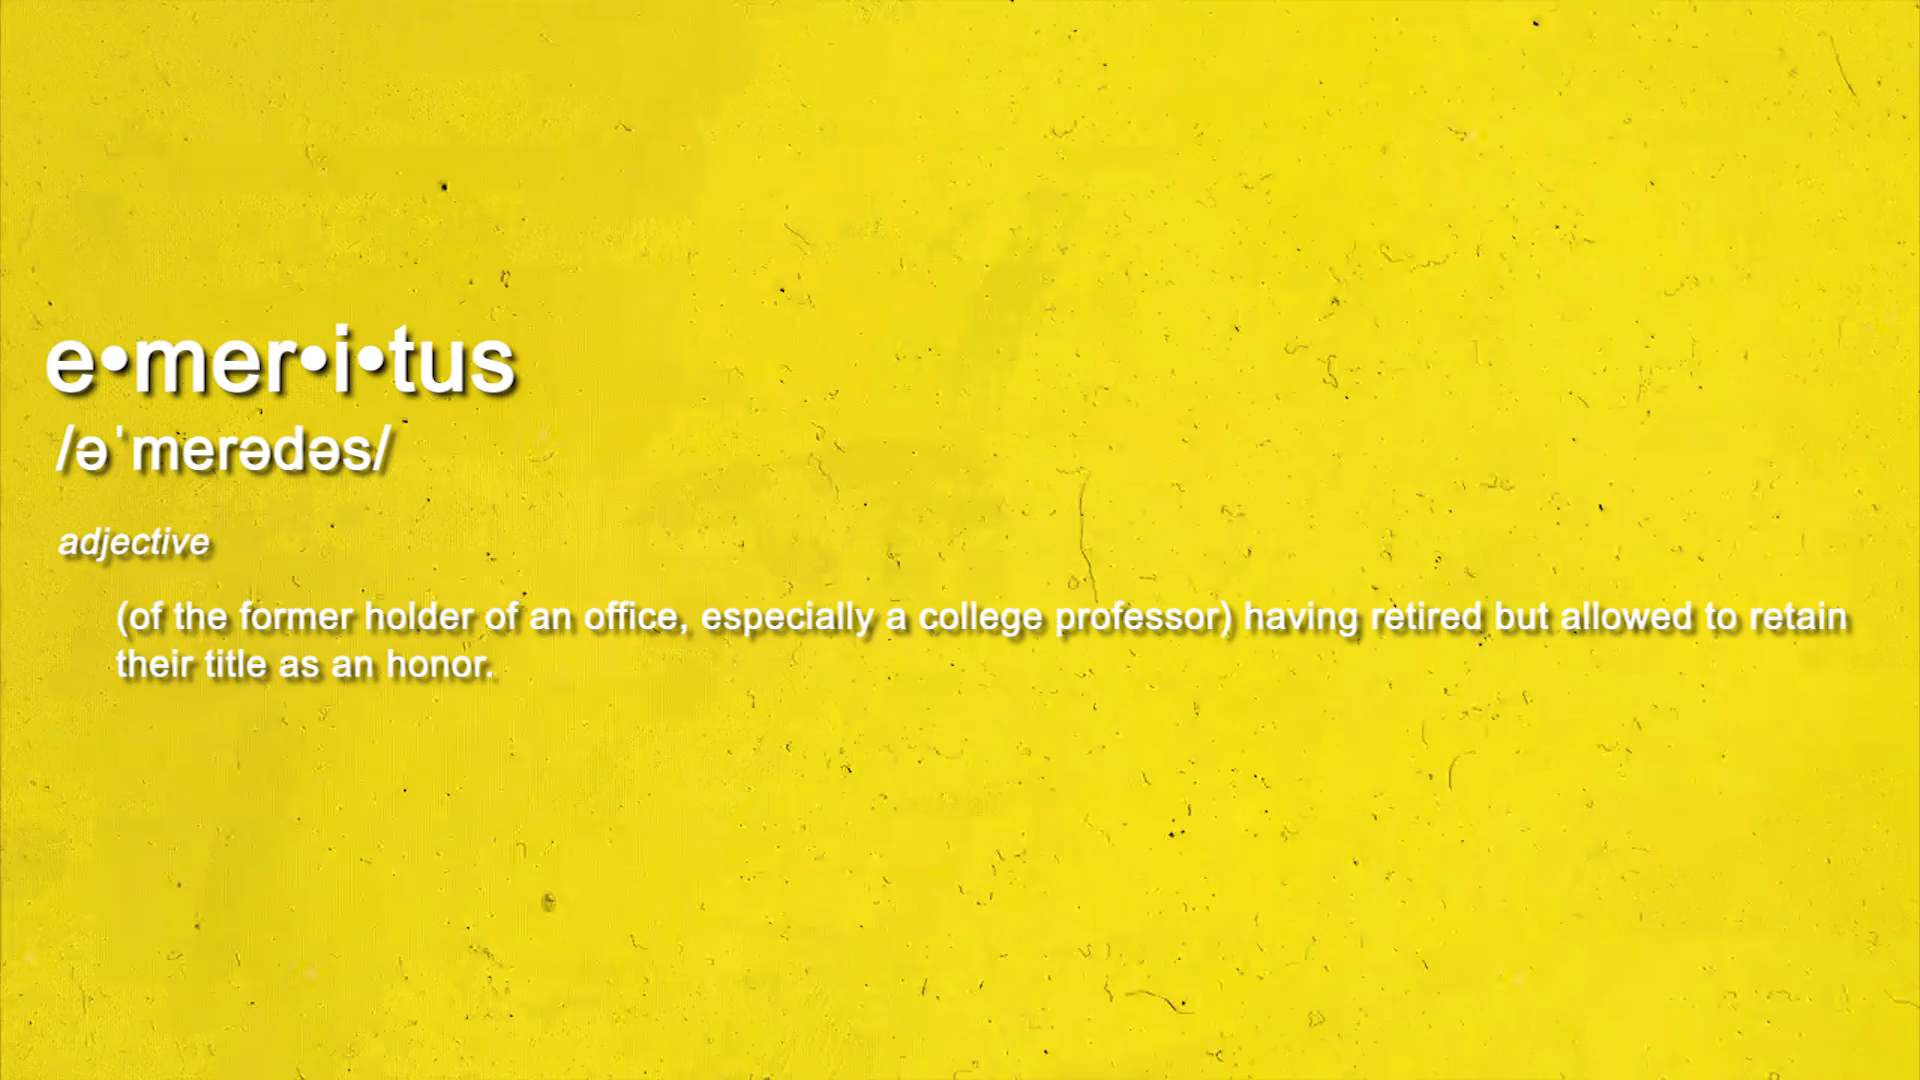 e•mer•i•tus
/əˈmerədəs/
adjective
(of the former holder of an office, especially a college professor) having retired but allowed to retain
their title as an honor.